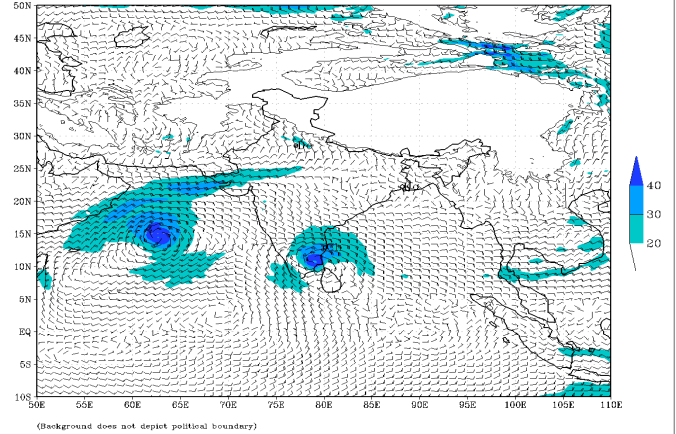 50N
45N
40N
35N
30N
25N
20N
15N
10N
5N
EQ
5S
10S
50E 55E 60E 65E 70E 75E 80E 85E 90E 95E 100E 105E 110E
40
30
20
(Background does not depict political boundary)